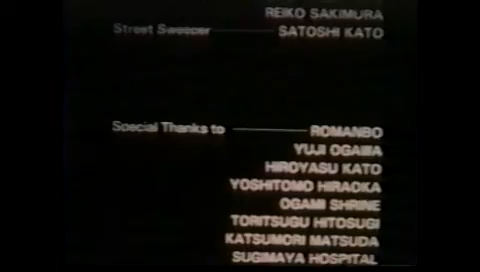 REIKO SAKIMURA
Street Sweeper SATOSHI KATO
Special Thanks to ROMANBO
YUJI OGAWA
HIROYASU KATO
YOSHITOMO HIRAOKA
OGAMI SHRINE
TORITSUGU HITOSUGI
KATSUMORI MATSUDA
SUGIMAYA HOSPITAL